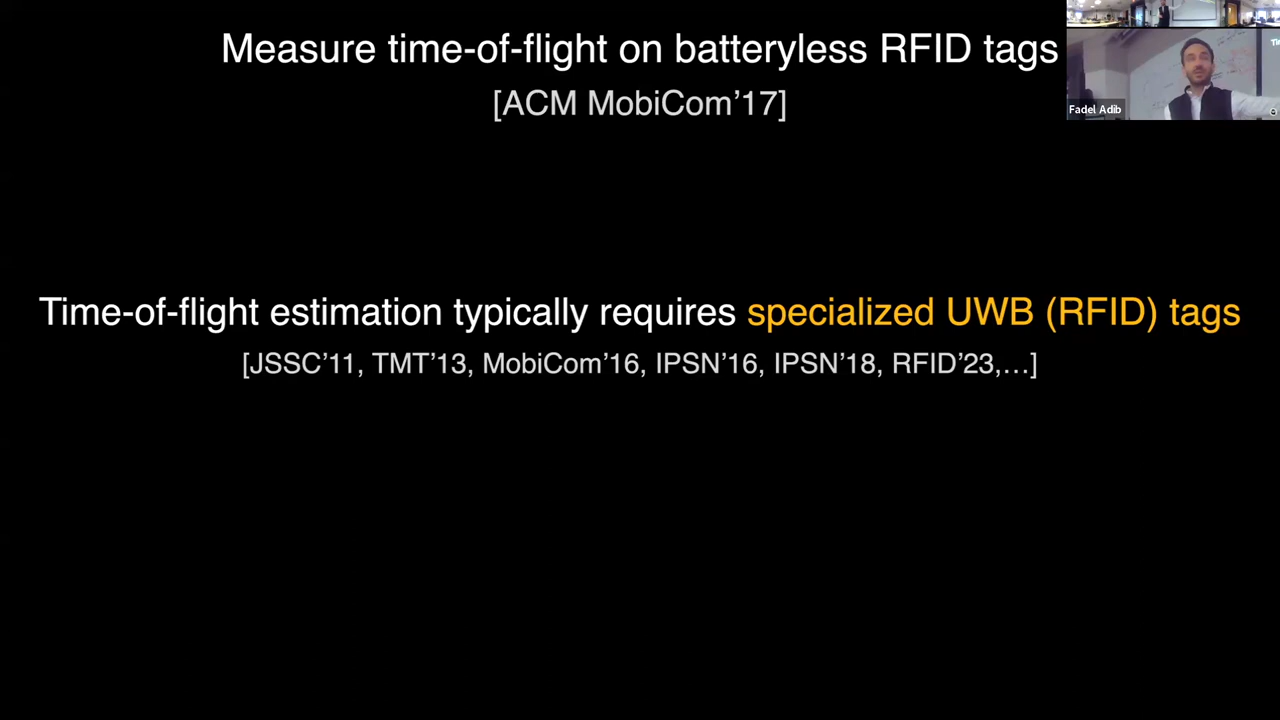 Measure time-of-flight on batteryless RFID tags
[ACM MobiCom’17]
Fadel Adib
Time-of-flight estimation typically requires specialized UWB (RFID) tags
[JSSC’11, TMT’13, MobiCom’16, IPSN’16, IPSN’18, RFID’23,…]